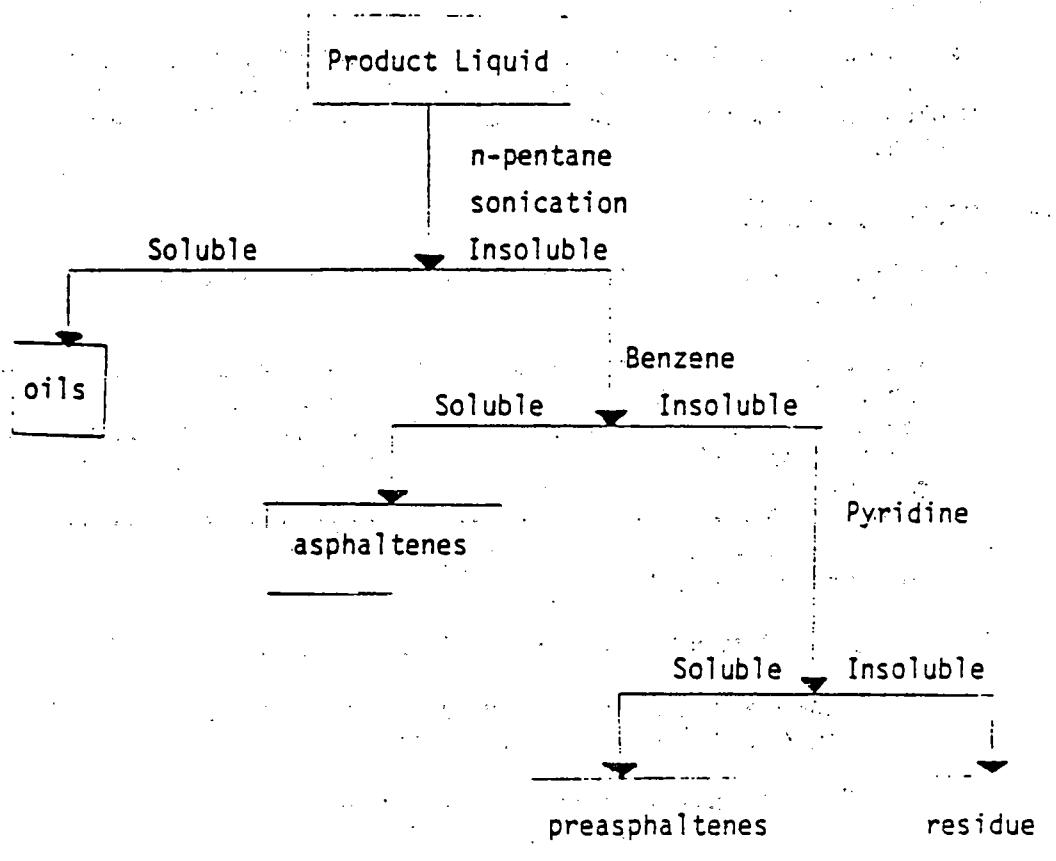 Product Liquid
n-pentane
sonication
Soluble Insoluble
oils
Benzene
Soluble Insoluble
asphaltenes
Pyridine
Soluble Insoluble
preasphaltenes residue